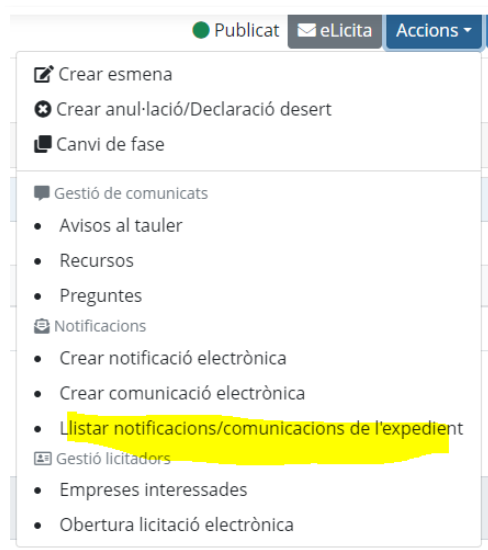 Publicat eLicita Accions
Crear esmena
Crear anul·lació/Declaració desert
Canvi de fase
Gestió de comunicats
Avisos al tauler
Recursos
Preguntes
Notificacions
Crear notificació electrònica
Crear comunicació electrònica
Llistar notificacions/comunicacions de l'expedient
Gestió licitadors
Empreses interessades
Obertura licitació electrònica